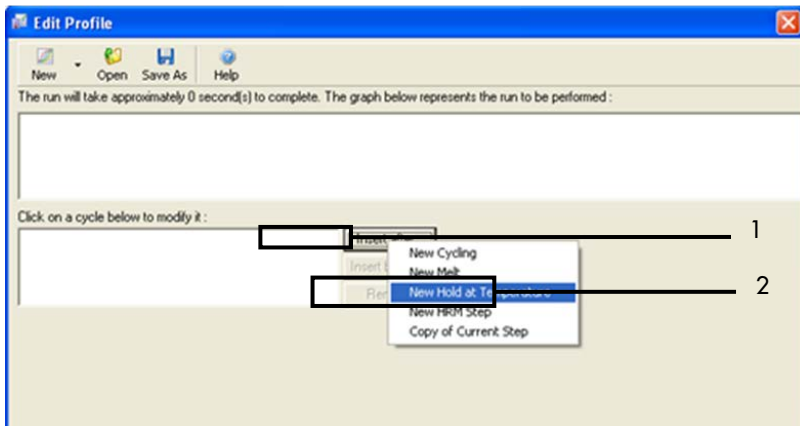 Edit Profile
New Open Save As Help
The run will take approximately 0 second(s) to complete. The graph below represents the run to be performed :
Click on a cycle below to modify it :
1
New Cycling
Insert
New Melt
New Hold at Temperature 2
New HRM Step
Copy of Current Step